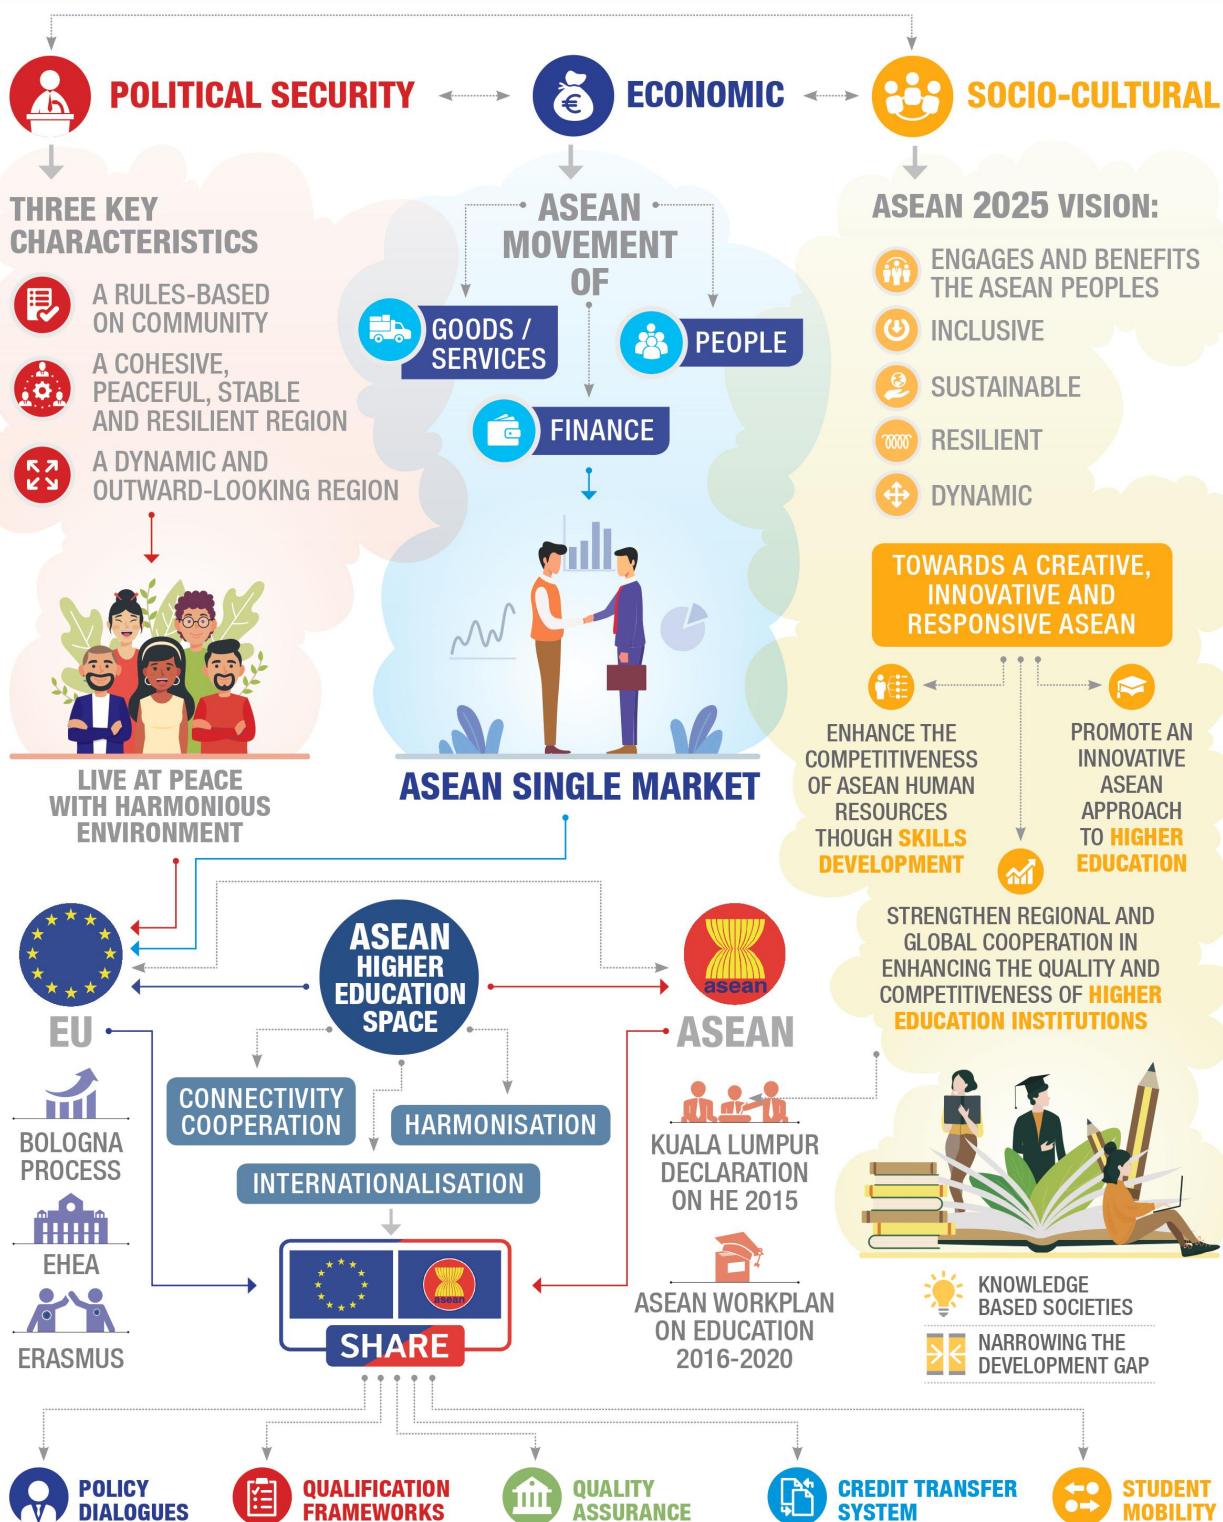 POLITICAL SECURITY
ECONOMIC
SOCIO-CULTURAL
THREE KEY
CHARACTERISTICS
A RULES-BASED
ON COMMUNITY
A COHESIVE,
PEACEFUL, STABLE
AND RESILIENT REGION
A DYNAMIC AND
OUTWARD-LOOKING REGION
LIVE AT PEACE
WITH HARMONIOUS
ENVIRONMENT
ASEAN
MOVEMENT
OF
GOODS /
SERVICES
PEOPLE
FINANCE
ASEAN SINGLE MARKET
ASEAN 2025 VISION:
ENGAGES AND BENEFITS
THE ASEAN PEOPLES
INCLUSIVE
SUSTAINABLE
RESILIENT
DYNAMIC
TOWARDS A CREATIVE,
INNOVATIVE AND
RESPONSIVE ASEAN
ENHANCE THE
COMPETITIVENESS
OF ASEAN HUMAN
RESOURCES
THOUGH SKILLS
DEVELOPMENT
PROMOTE AN
INNOVATIVE
ASEAN
APPROACH
TO HIGHER
EDUCATION
STRENGTHEN REGIONAL AND
GLOBAL COOPERATION IN
ENHANCING THE QUALITY AND
COMPETITIVENESS OF HIGHER
EDUCATION INSTITUTIONS
EU
BOLOGNA
PROCESS
EHEA
ERASMUS
ASEAN
HIGHER
EDUCATION
SPACE
CONNECTIVITY
COOPERATION
HARMONISATION
INTERNATIONALISATION
asean
SHARE
asean
ASEAN
KUALA LUMPUR
DECLARATION
ON HE 2015
ASEAN WORKPLAN
ON EDUCATION
2016-2020
KNOWLEDGE
BASED SOCIETIES
NARROWING THE
DEVELOPMENT GAP
POLICY
DIALOGUES
QUALIFICATION
FRAMEWORKS
QUALITY
ASSURANCE
CREDIT TRANSFER
SYSTEM
STUDENT
MOBILITY